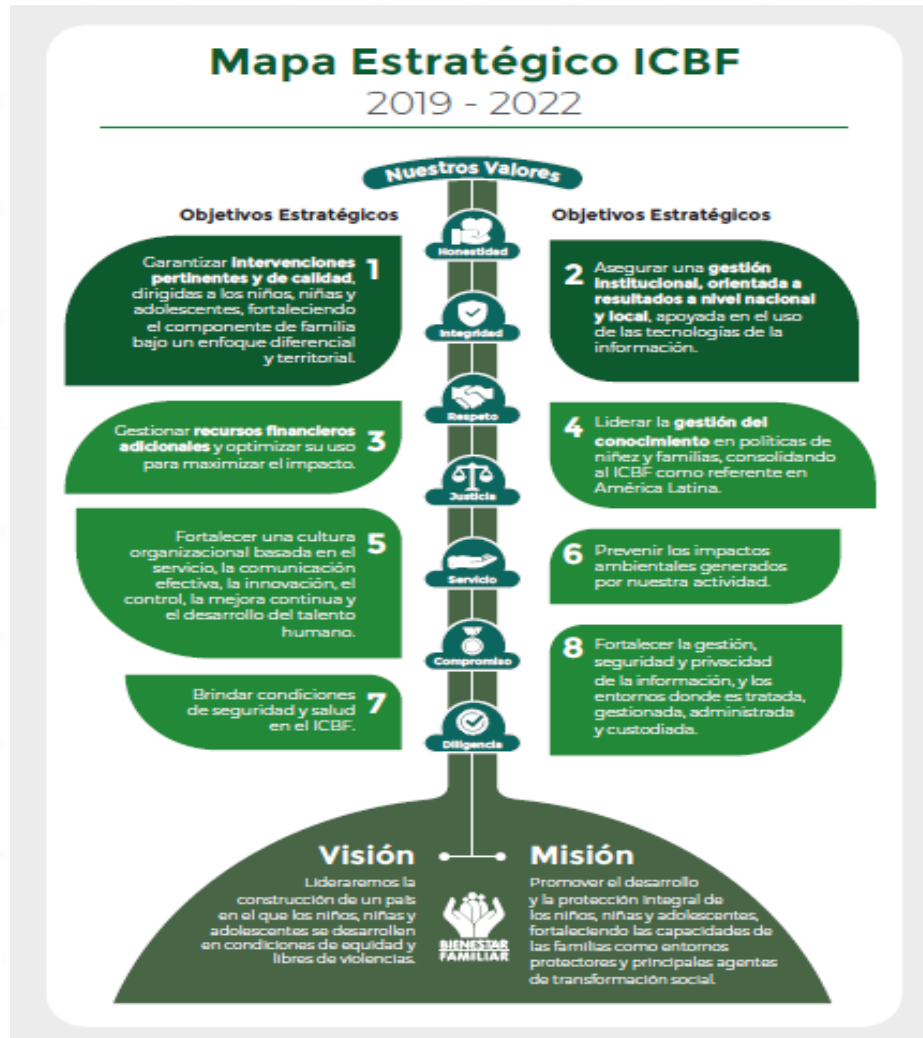 Mapa Estratégico ICBF
2019 - 2022
Nuestros Valores
Objetivos Estratégicos
Objetivos Estratégicos
Honestidad
Integridad
Respeto
Justicia
Servicio
Compromiso
Diligencia
1
Garantizar intervenciones
pertinentes y de calidad,
dirigidas a los niños, niñas y
adolescentes, fortaleciendo
el componente de familia
bajo un enfoque diferencial
y territorial.
2
Asegurar una gestión
institucional, orientada a
resultados a nivel nacional
y local, apoyada en el uso
de las tecnologías de la
información.
3
Gestionar recursos financieros
adicionales y optimizar su uso
para maximizar el impacto.
4
Liderar la gestión del
conocimiento en políticas de
niñez y familias, consolidando
al ICBF como referente en
América Latina.
5
Fortalecer una cultura
organizacional basada en el
servicio, la comunicación
efectiva, la innovación, el
control, la mejora continua y
el desarrollo del talento
humano.
6
Prevenir los impactos
ambientales generados
por nuestra actividad.
7
Brindar condiciones
de seguridad y salud
en el ICBF.
8
Fortalecer la gestión,
seguridad y privacidad
de la información, y los
entornos donde es tratada,
gestionada, administrada
y custodiada.
Visión
Lideraremos la
construcción de un país
en el que los niños, niñas y
adolescentes se desarrollen
en condiciones de equidad y
libres de violencias.
BIENESTAR
FAMILIAR
Misión
Promover el desarrollo
y la protección integral de
los niños, niñas y adolescentes,
fortaleciendo las capacidades de
las familias como entornos
protectores y principales agentes
de transformación social.